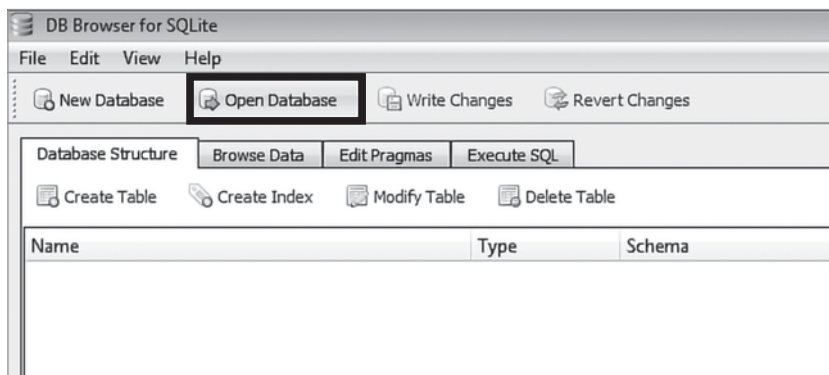 DB Browser for SQLite
File Edit View Help
New Database Open Database Write Changes Revert Changes
Database Structure Browse Data Edit Pragmas Execute SQL
Create Table Create Index Modify Table Delete Table
Name Type Schema